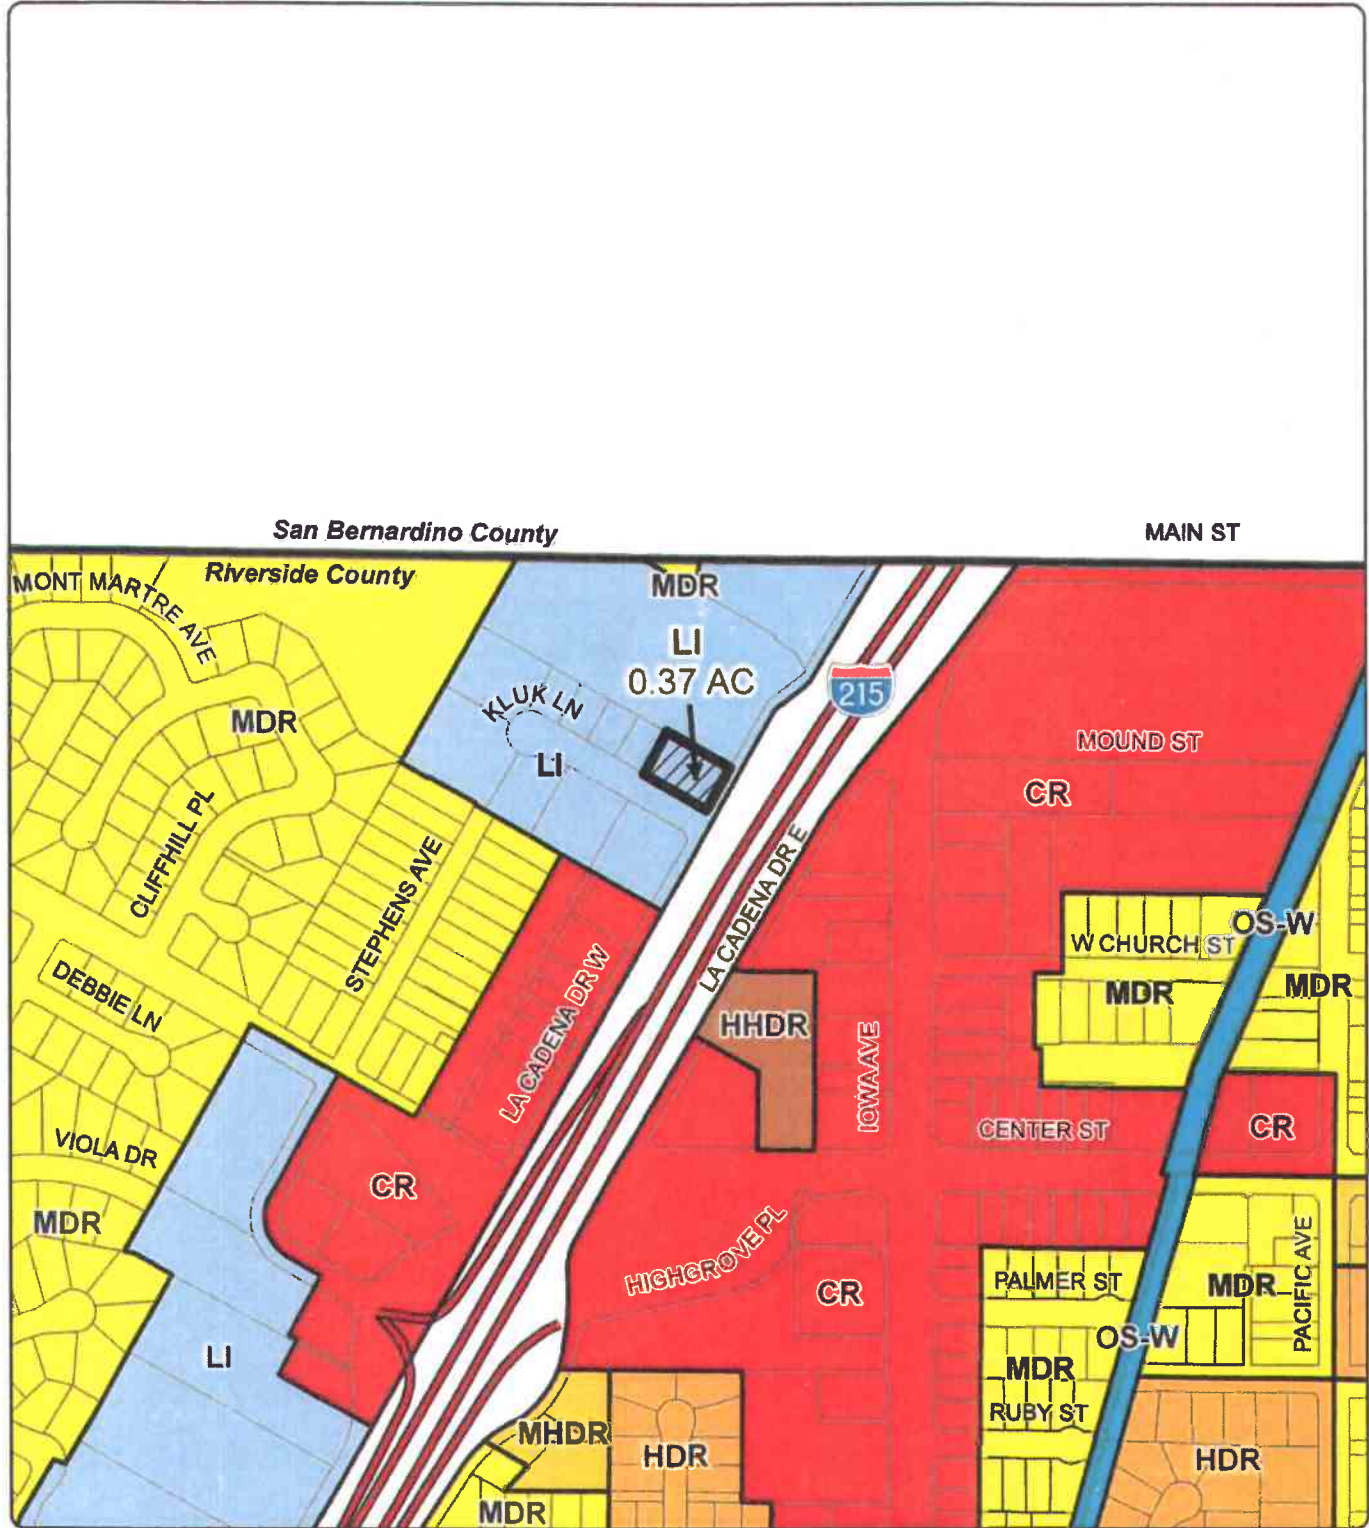 San Bernardino County
MAIN ST
Riverside County
MONT MARTRE AVE
MDR
LI
0.37 AC
215
KLUK LN
MDR
MOUND ST
LI
CR
CLIFFHILL PL
STEPHENS AVE
LA CADENA DR E
OS-W
W CHURCH ST
DEBBIE LN
MDR
MDR
LA CADENA DR W
HHDR
IOWA AVE
CENTER ST
CR
VIOLA DR
CR
MDR
HIGHGROVE PL
PALMER ST
MDR
PACIFIC AVE
CR
OS-W
LI
MDR
RUBY ST
MHDR
HDR
HDR
MDR